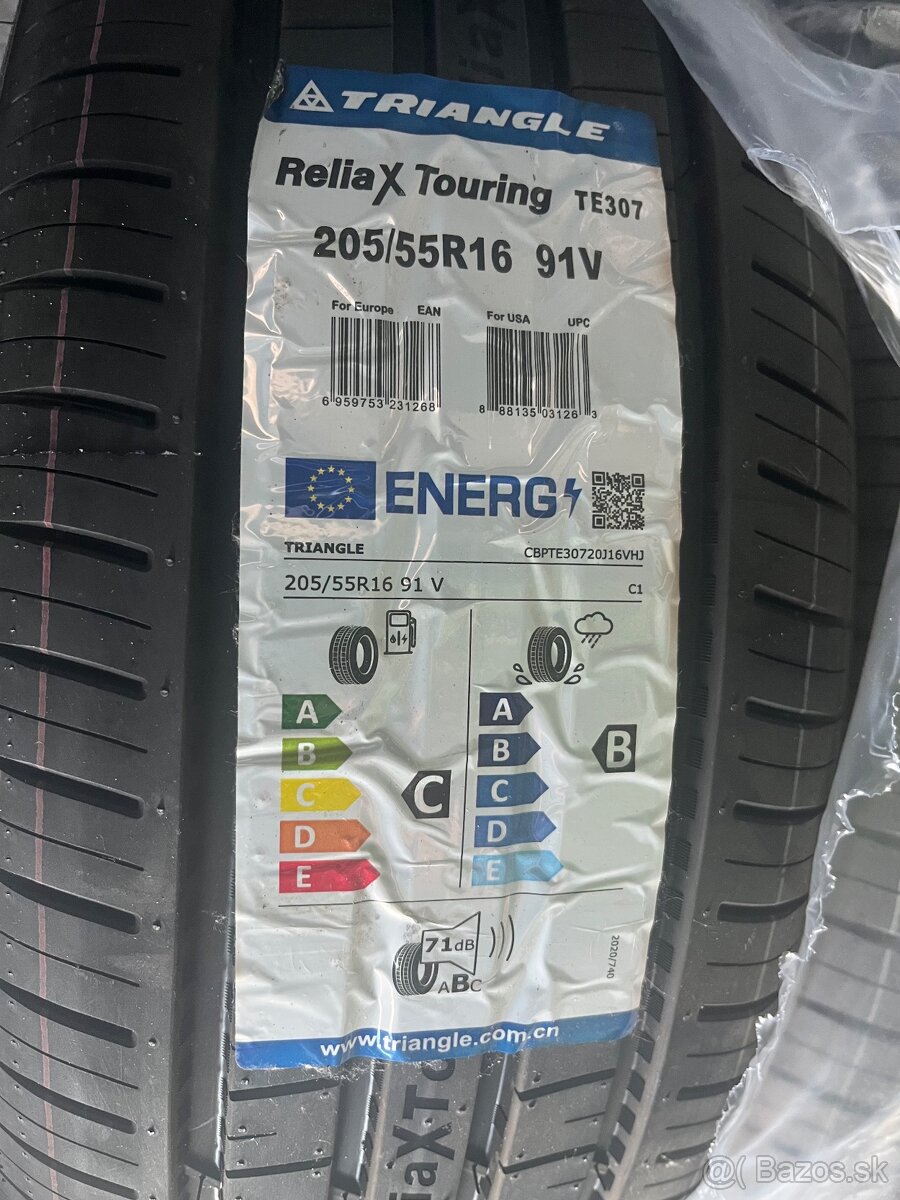 TRIANGLE
ReliaX Touring TE307
205/55R16 91V
For Europe EAN
For USA UPC
6 959753 231268
8 88135 03126 3
ENERG
TRIANGLE
CBPTE30720J16VHJ
205/55R16 91 V
C1
A
B
C
D
E
C
A
B
C
D
E
B
71dB
ABC
2020/740
www.triangle.com.cn
iaXTo
@( Bazos.sk